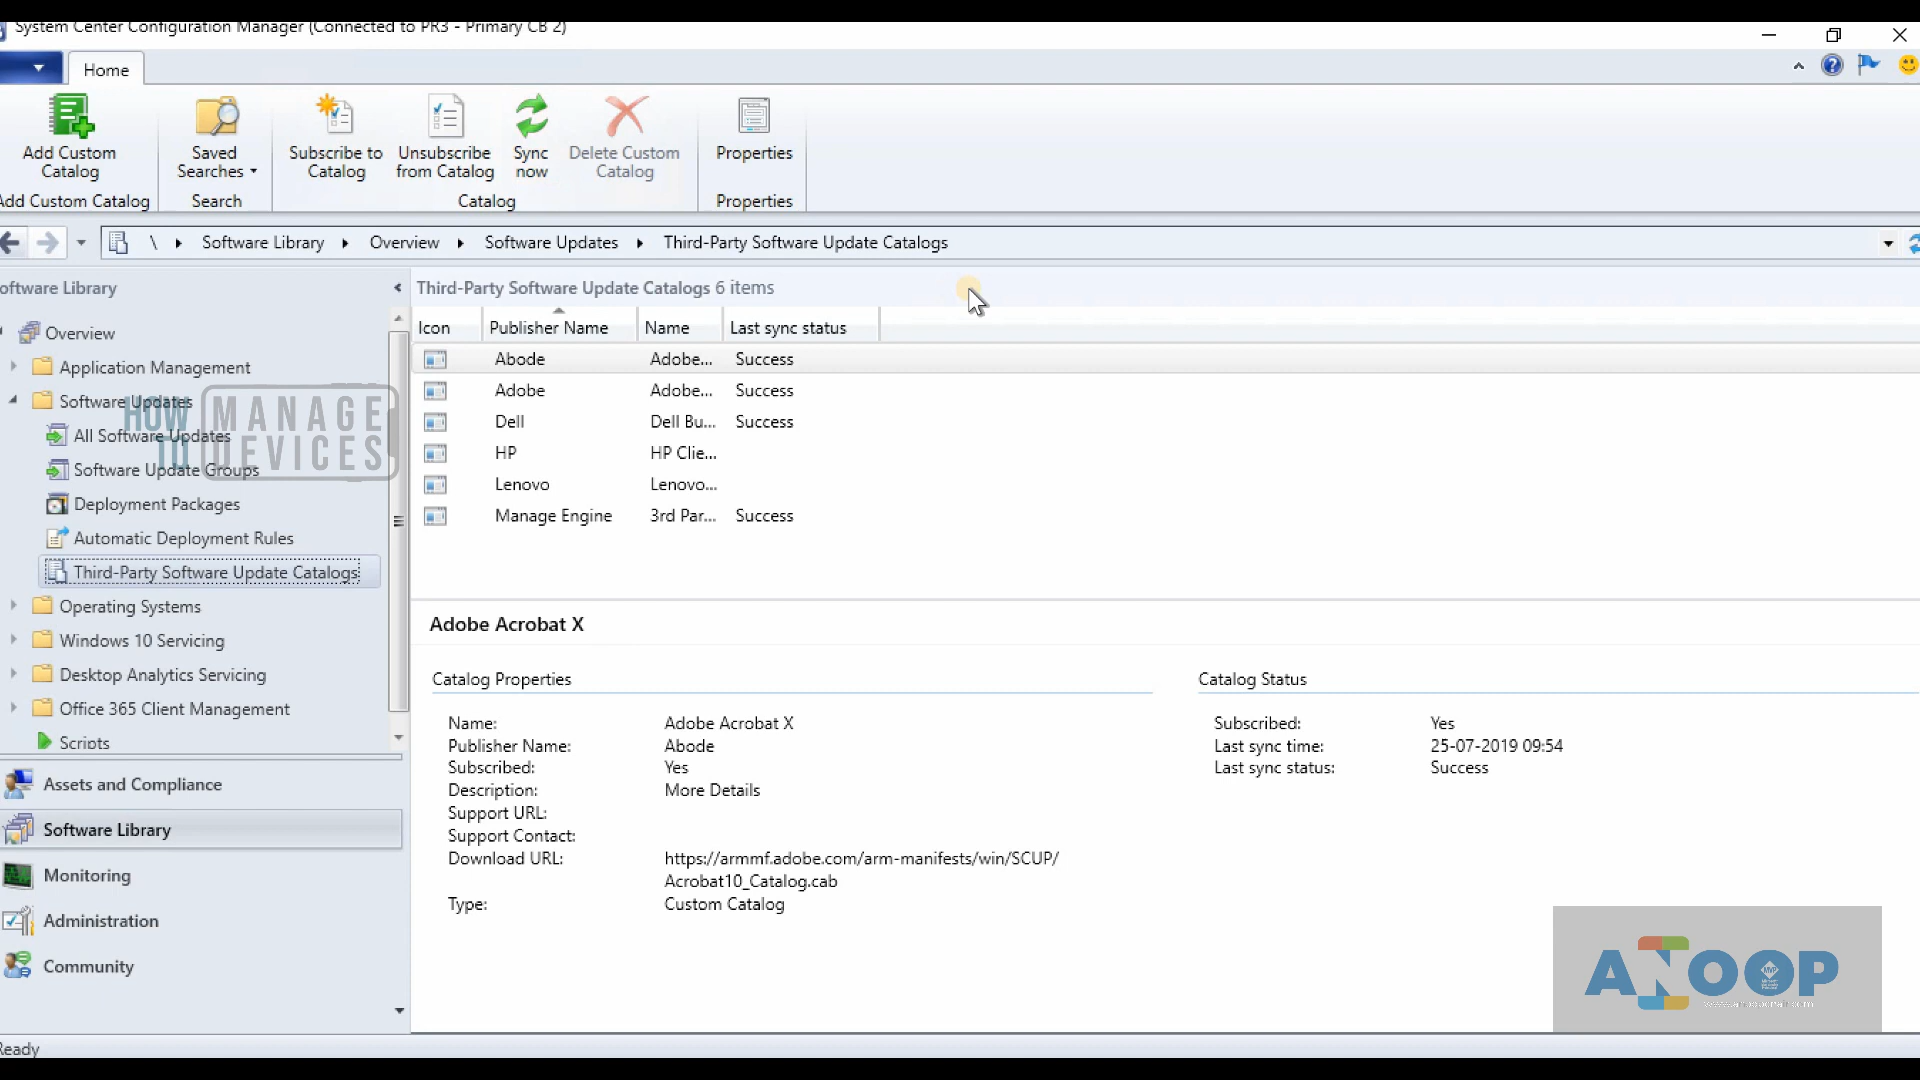 System Center Configuration Manager (Connected to PR3 - Primary CB 2)
Home
Add Custom Catalog
Saved Searches
Subscribe to Catalog
Unsubscribe from Catalog
Sync now
Delete Custom Catalog
Properties
Add Custom Catalog
Search
Catalog
Properties
\ Software Library Overview Software Updates Third-Party Software Update Catalogs
oftware Library
Overview
Application Management
Software Updates
All Software Updates
Software Update Groups
Deployment Packages
Automatic Deployment Rules
Third-Party Software Update Catalogs
Operating Systems
Windows 10 Servicing
Desktop Analytics Servicing
Office 365 Client Management
Scripts
HOW TO MANAGE DEVICES
Assets and Compliance
Software Library
Monitoring
Administration
Community
Third-Party Software Update Catalogs 6 items
Icon Publisher Name Name Last sync status
Abode Adobe... Success
Adobe Adobe... Success
Dell Dell Bu... Success
HP HP Clie...
Lenovo Lenovo...
Manage Engine 3rd Par... Success
Adobe Acrobat X
Catalog Properties
Name: Adobe Acrobat X
Publisher Name: Abode
Subscribed: Yes
Description: More Details
Support URL:
Support Contact:
Download URL: https://armmf.adobe.com/arm-manifests/win/SCUP/
Acrobat10_Catalog.cab
Type: Custom Catalog
Catalog Status
Subscribed: Yes
Last sync time: 25-07-2019 09:54
Last sync status: Success
ANOOP
Ready